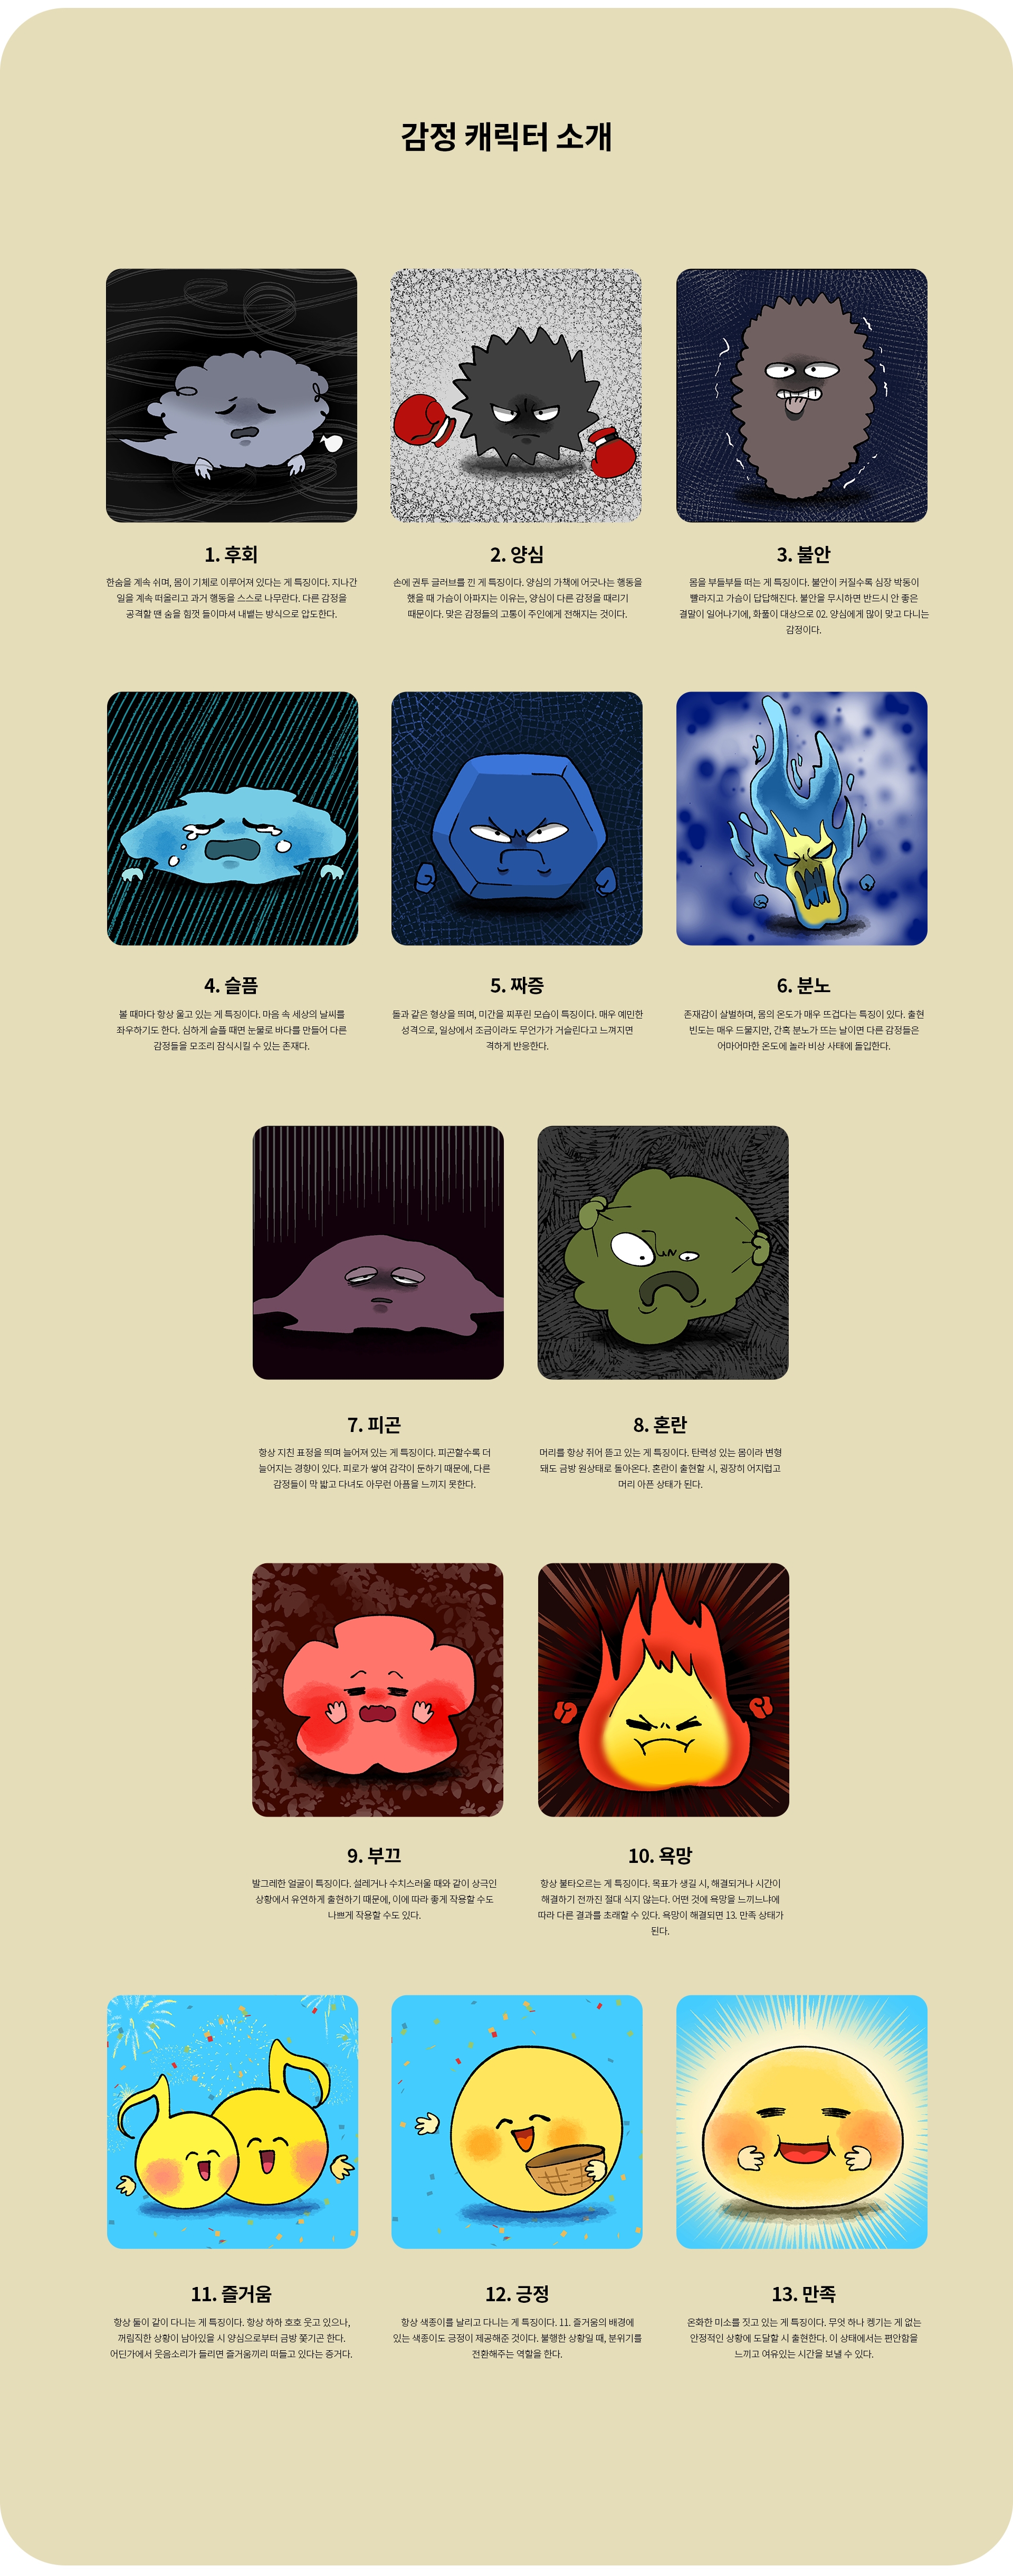 감정 캐릭터 소개
1. 후회
한숨을 계속 쉬며, 몸이 기체로 이루어져 있다는 게 특징이다. 지나간
일을 계속 떠올리고 과거 행동을 스스로 나무란다. 다른 감정을
공격할 땐 숨을 힘껏 들이마셔 내뱉는 방식으로 압도한다.
2. 양심
손에 권투 글러브를 낀 게 특징이다. 양심의 가책에 어긋나는 행동을
했을 때 가슴이 아파지는 이유는, 양심이 다른 감정을 때리기
때문이다. 맞은 감정들의 고통이 주인에게 전해지는 것이다.
3. 불안
몸을 부들부들 떠는 게 특징이다. 불안이 커질수록 심장 박동이
빨라지고 가슴이 답답해진다. 불안을 무시하면 반드시 안 좋은
결말이 일어나기에, 화풀이 대상으로 02. 양심에게 많이 맞고 다니는
감정이다.
4. 슬픔
볼 때마다 항상 울고 있는 게 특징이다. 마음 속 세상의 날씨를
좌우하기도 한다. 심하게 슬플 때면 눈물로 바다를 만들어 다른
감정들을 모조리 잠식시킬 수 있는 존재다.
5. 짜증
돌과 같은 형상을 띄며, 미간을 찌푸린 모습이 특징이다. 매우 예민한
성격으로, 일상에서 조금이라도 무언가가 거슬린다고 느껴지면
격하게 반응한다.
6. 분노
존재감이 살벌하며, 몸의 온도가 매우 뜨겁다는 특징이 있다. 출현
빈도는 매우 드물지만, 간혹 분노가 뜨는 날이면 다른 감정들은
어마어마한 온도에 놀라 비상 사태에 돌입한다.
7. 피곤
항상 지친 표정을 띄며 늘어져 있는 게 특징이다. 피곤할수록 더
늘어지는 경향이 있다. 피로가 쌓여 감각이 둔하기 때문에, 다른
감정들이 막 밟고 다녀도 아무런 아픔을 느끼지 못한다.
8. 혼란
머리를 항상 쥐어 뜯고 있는 게 특징이다. 탄력성 있는 몸이라 변형
돼도 금방 원상태로 돌아온다. 혼란이 출현할 시, 굉장히 어지럽고
머리 아픈 상태가 된다.
9. 부끄
발그레한 얼굴이 특징이다. 설레거나 수치스러울 때와 같이 상극인
상황에서 유연하게 출현하기 때문에, 이에 따라 좋게 작용할 수도
나쁘게 작용할 수도 있다.
10. 욕망
항상 불타오르는 게 특징이다. 목표가 생길 시, 해결되거나 시간이
해결하기 전까진 절대 식지 않는다. 어떤 것에 욕망을 느끼느냐에
따라 다른 결과를 초래할 수 있다. 욕망이 해결되면 13. 만족 상태가
된다.
11. 즐거움
항상 둘이 같이 다니는 게 특징이다. 항상 하하 호호 웃고 있으나,
꺼림직한 상황이 남아있을 시 양심으로부터 금방 쫓기곤 한다.
어딘가에서 웃음소리가 들리면 즐거움끼리 떠들고 있다는 증거다.
12. 긍정
항상 색종이를 날리고 다니는 게 특징이다. 11. 즐거움의 배경에
있는 색종이도 긍정이 제공해준 것이다. 불행한 상황일 때, 분위기를
전환해주는 역할을 한다.
13. 만족
온화한 미소를 짓고 있는 게 특징이다. 무엇 하나 켕기는 게 없는
안정적인 상황에 도달할 시 출현한다. 이 상태에서는 편안함을
느끼고 여유있는 시간을 보낼 수 있다.